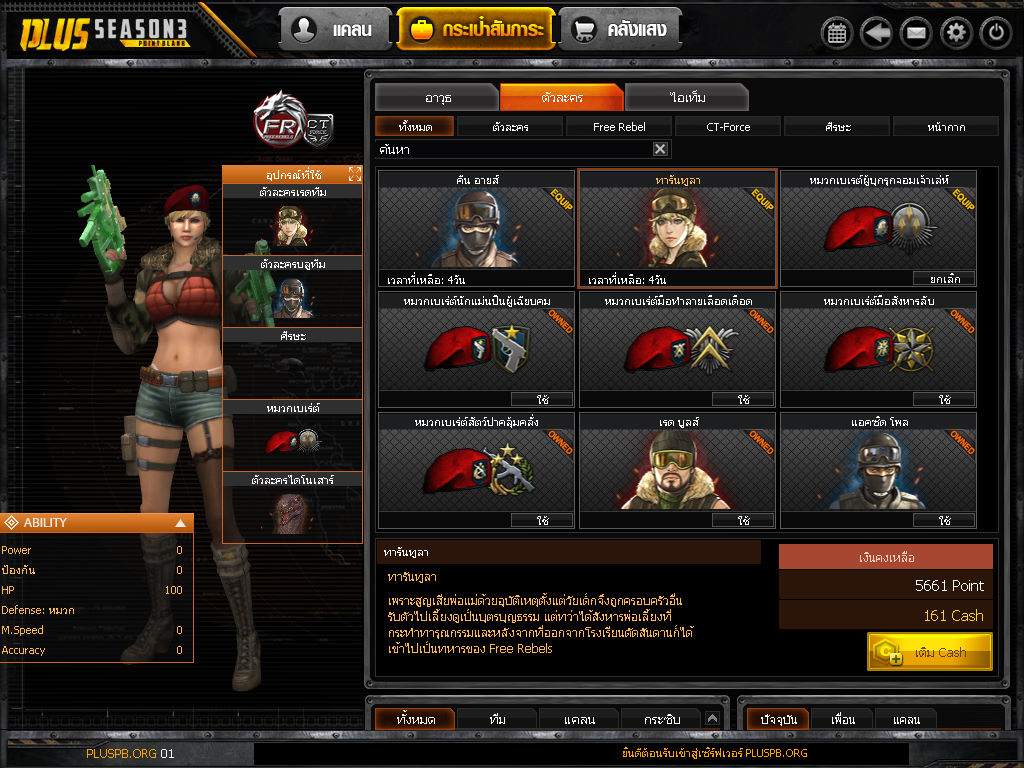 PLUS SEASON3
POINT BLANK
แคลน
กระเป๋าสัมภาระ
คลังแสง
FR
FREE REBELS
CT
FORCE
อุปกรณ์ที่ใช้
ตัวละครเรดทีม
ตัวละครบลูทีม
ศีรษะ
หมวกเบเร่ต์
ตัวละครไดโนเสาร์
ABILITY
Power 0
ป้องกัน 0
HP 100
Defense: หมวก
M.Speed 0
Accuracy 0
อาวุธ
ตัวละคร
ไอเท็ม
ทั้งหมด
ตัวละคร
Free Rebel
CT-Force
ศีรษะ
หน้ากาก
ค้นหา
คีน อายส์
EQUIP
เวลาที่เหลือ: 4วัน
ทารันทูลา
EQUIP
เวลาที่เหลือ: 4วัน
หมวกเบเร่ต์ผู้บุกรุกจอมเจ้าเล่ห์
EQUIP
ยกเลิก
หมวกเบเร่ต์นักแม่นปืนผู้เฉียบคม
OWNED
ใช้
หมวกเบเร่ต์มือทำลายเลือดเดือด
OWNED
ใช้
หมวกเบเร่ต์มือสังหารลับ
OWNED
ใช้
หมวกเบเร่ต์สัตว์ป่าคลุ้มคลั่ง
OWNED
ใช้
เรด บูลส์
OWNED
ใช้
แอคซิด โพล
OWNED
ใช้
ทารันทูลา
ทารันทูลา
เพราะสูญเสียพ่อแม่ด้วยอุบัติเหตุตั้งแต่วัยเด็กจึงถูกครอบครัวอื่น
รับตัวไปเลี้ยงดูเป็นบุตรบุญธรรม แต่ทว่าได้สังหารพ่อเลี้ยงที่
กระทำทารุณกรรมและหลังจากที่ออกจากโรงเรียนดัดสันดานก็ได้
เข้าไปเป็นทหารของ Free Rebels
เงินคงเหลือ
5661 Point
161 Cash
เติม Cash
ทั้งหมด
ทีม
แคลน
กระซิบ
ปัจจุบัน
เพื่อน
แคลน
PLUSPB.ORG 01
ยินดีต้อนรับเข้าสู่เซิร์ฟเวอร์ PLUSPB.ORG